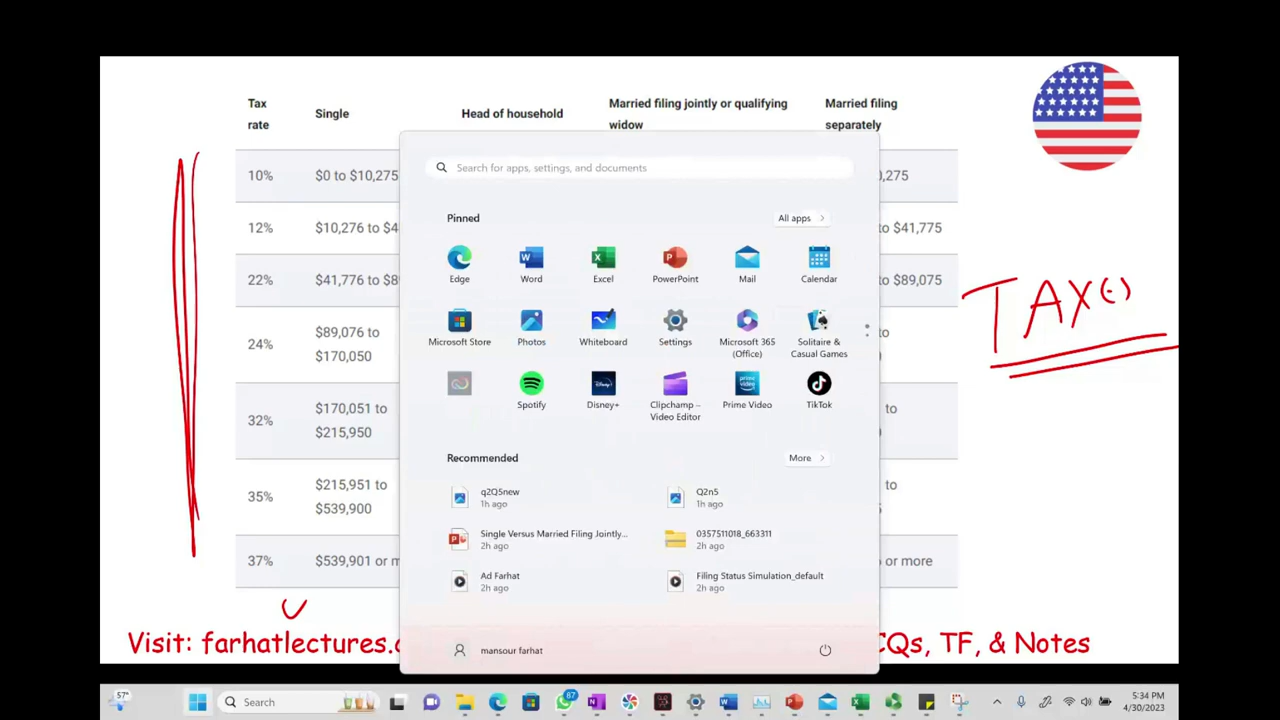 Tax rate Single Head of household Married filing jointly or qualifying widow Married filing separately
Search for apps, settings, and documents
10% $0 to $10,275 ,275
Pinned All apps
12% $10,276 to $4 to $41,775
Edge Word Excel PowerPoint Mail Calendar
22% $41,776 to $8 to $89,075
TAXES
24% $89,076 to $170,050 to
Microsoft Store Photos Whiteboard Settings Microsoft 365 (Office) Solitaire & Casual Games
Spotify Disney+ Clipchamp – Video Editor Prime Video TikTok
32% $170,051 to $215,950 to
Recommended More
35% $215,951 to $539,900 to
q2Q5new Q2n5
1h ago 1h ago
Single Versus Married Filing Jointly... 0357511018_663311
2h ago 2h ago
37% $539,901 or m or more
Ad Farhat Filing Status Simulation_default
2h ago 2h ago
Visit: farhatlectures. CQs, TF, & Notes
mansour farhat
57° Search 87 5:34 PM
4/30/2023